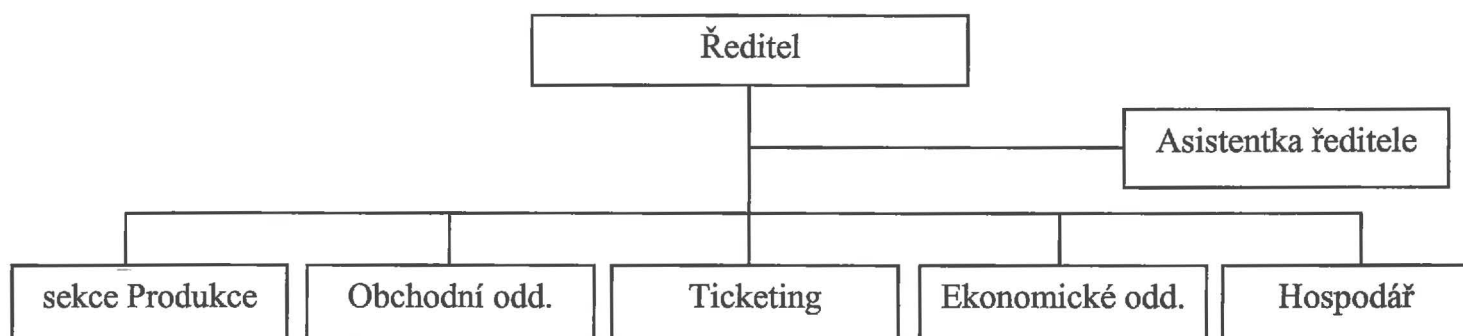 Ředitel
Asistentka ředitele
sekce Produkce
Obchodní odd.
Ticketing
Ekonomické odd.
Hospodář